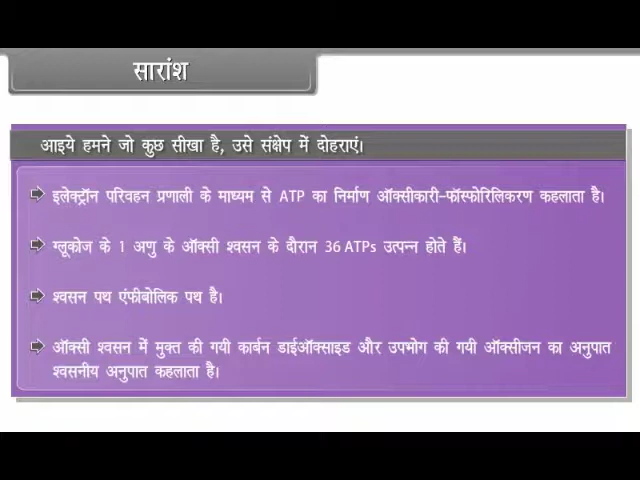 सारांश
आइये हमने जो कुछ सीखा है, उसे संक्षेप में दोहराएं।
इलेक्ट्रॉन परिवहन प्रणाली के माध्यम से ATP का निर्माण ऑक्सीकारी-फॉस्फोरिलिकरण कहलाता है।
ग्लूकोज के 1 अणु के ऑक्सी श्वसन के दौरान 36 ATPs उत्पन्न होते हैं।
श्वसन पथ एंफीबोलिक पथ है।
ऑक्सी श्वसन में मुक्त की गयी कार्बन डाईऑक्साइड और उपभोग की गयी ऑक्सीजन का अनुपात
श्वसनीय अनुपात कहलाता है।